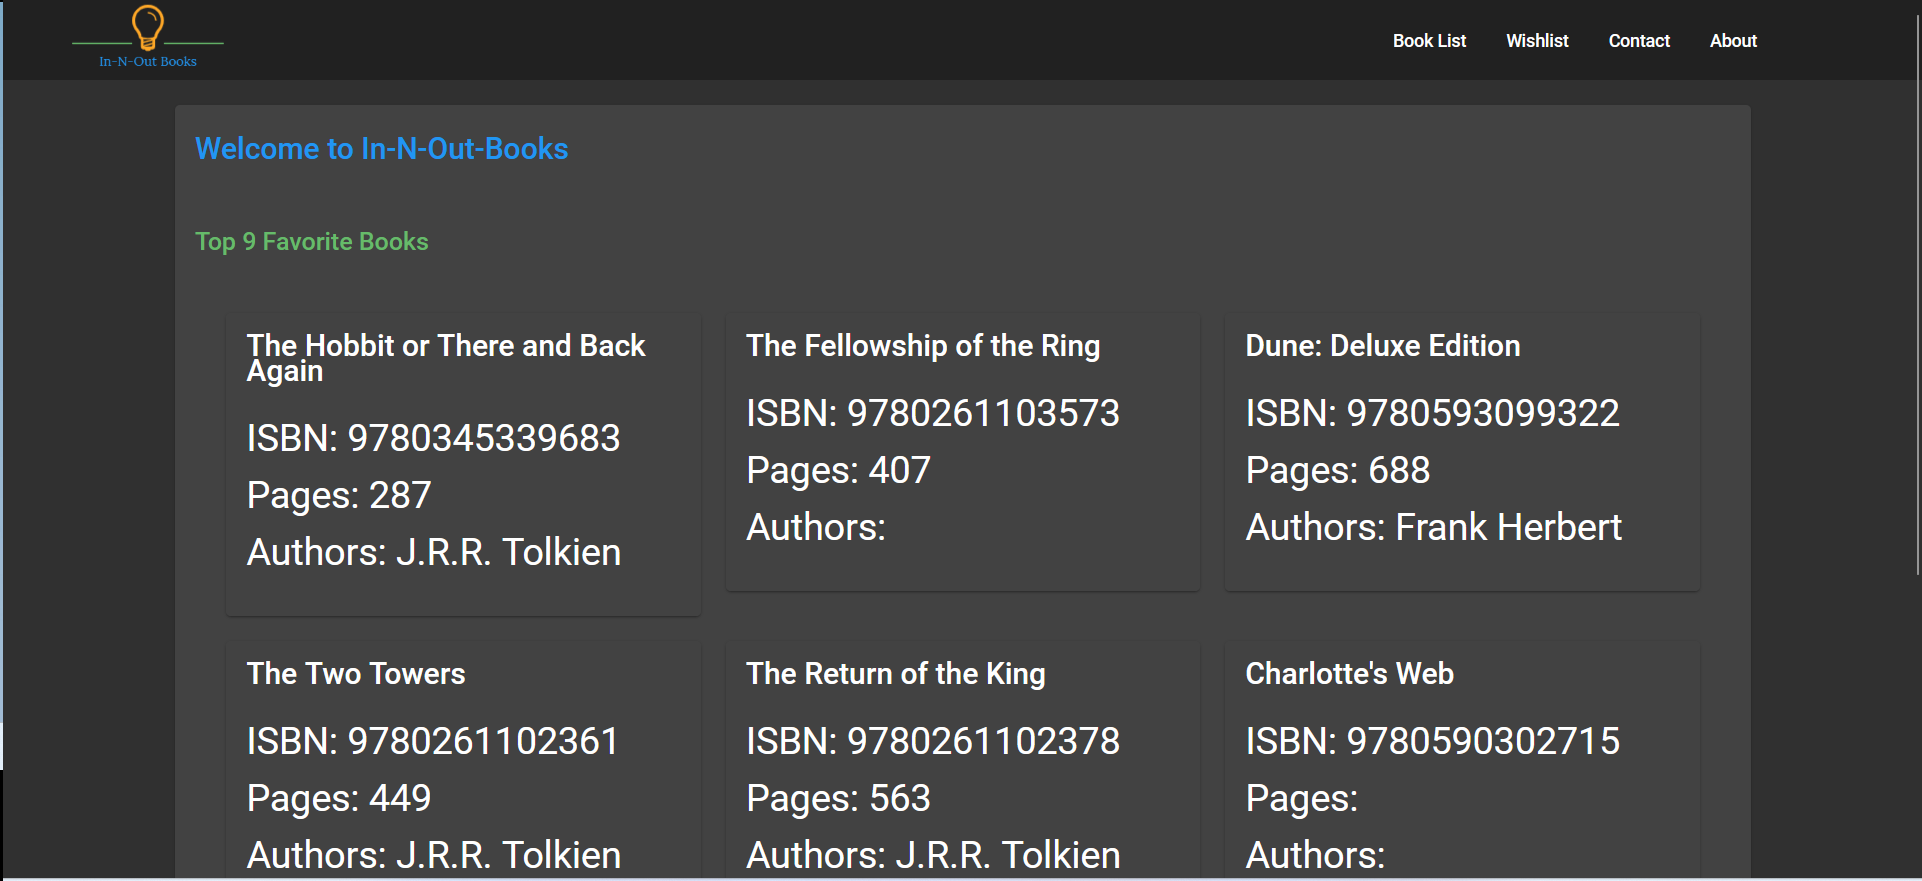 In-N-Out Books
Book List Wishlist Contact About
Welcome to In-N-Out-Books
Top 9 Favorite Books
The Hobbit or There and Back
Again
ISBN: 9780345339683
Pages: 287
Authors: J.R.R. Tolkien
The Fellowship of the Ring
ISBN: 9780261103573
Pages: 407
Authors:
Dune: Deluxe Edition
ISBN: 9780593099322
Pages: 688
Authors: Frank Herbert
The Two Towers
ISBN: 9780261102361
Pages: 449
Authors: J.R.R. Tolkien
The Return of the King
ISBN: 9780261102378
Pages: 563
Authors: J.R.R. Tolkien
Charlotte's Web
ISBN: 9780590302715
Pages:
Authors: